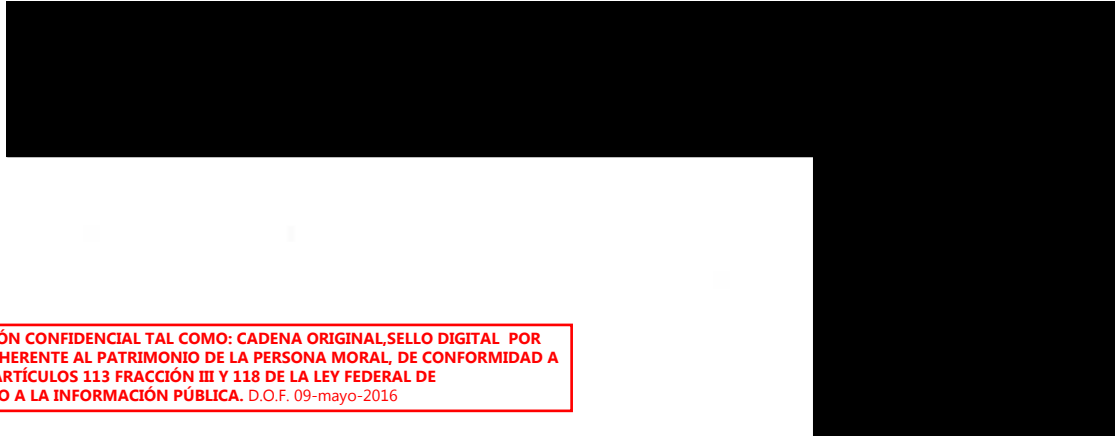 ÓN CONFIDENCIAL TAL COMO: CADENA ORIGINAL,SELLO DIGITAL POR
HERENTE AL PATRIMONIO DE LA PERSONA MORAL, DE CONFORMIDAD A
ARTÍCULOS 113 FRACCIÓN III Y 118 DE LA LEY FEDERAL DE
O A LA INFORMACIÓN PÚBLICA. D.O.F. 09-mayo-2016